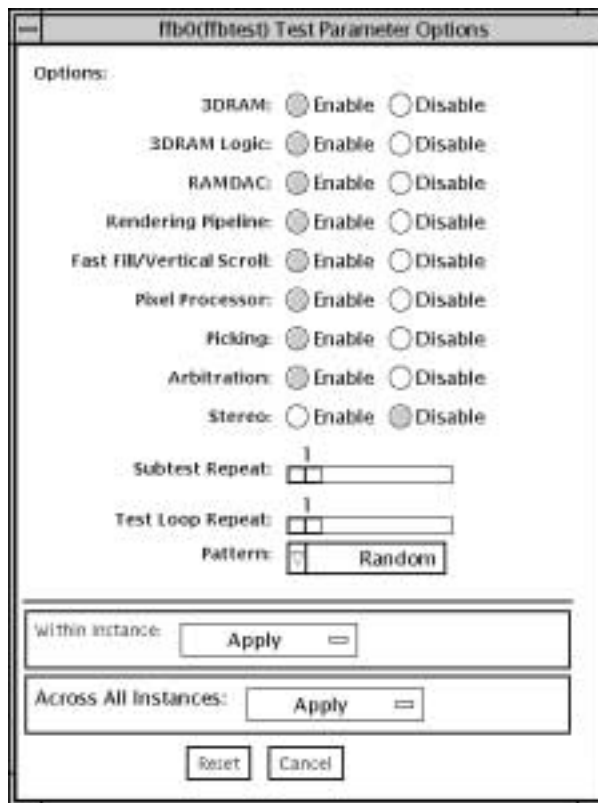 ffb0(ffbtest) Test Parameter Options
Options:
3DRAM: Enable Disable
3DRAM Logic: Enable Disable
RAMDAC: Enable Disable
Rendering Pipeline: Enable Disable
Fast Fill/Vertical Scroll: Enable Disable
Pixel Processor: Enable Disable
Picking: Enable Disable
Arbitration: Enable Disable
Stereo: Enable Disable
1
Subtest Repeat:
1
Test Loop Repeat:
Pattern: Random
Within Instance: Apply
Across All Instances: Apply
Reset Cancel